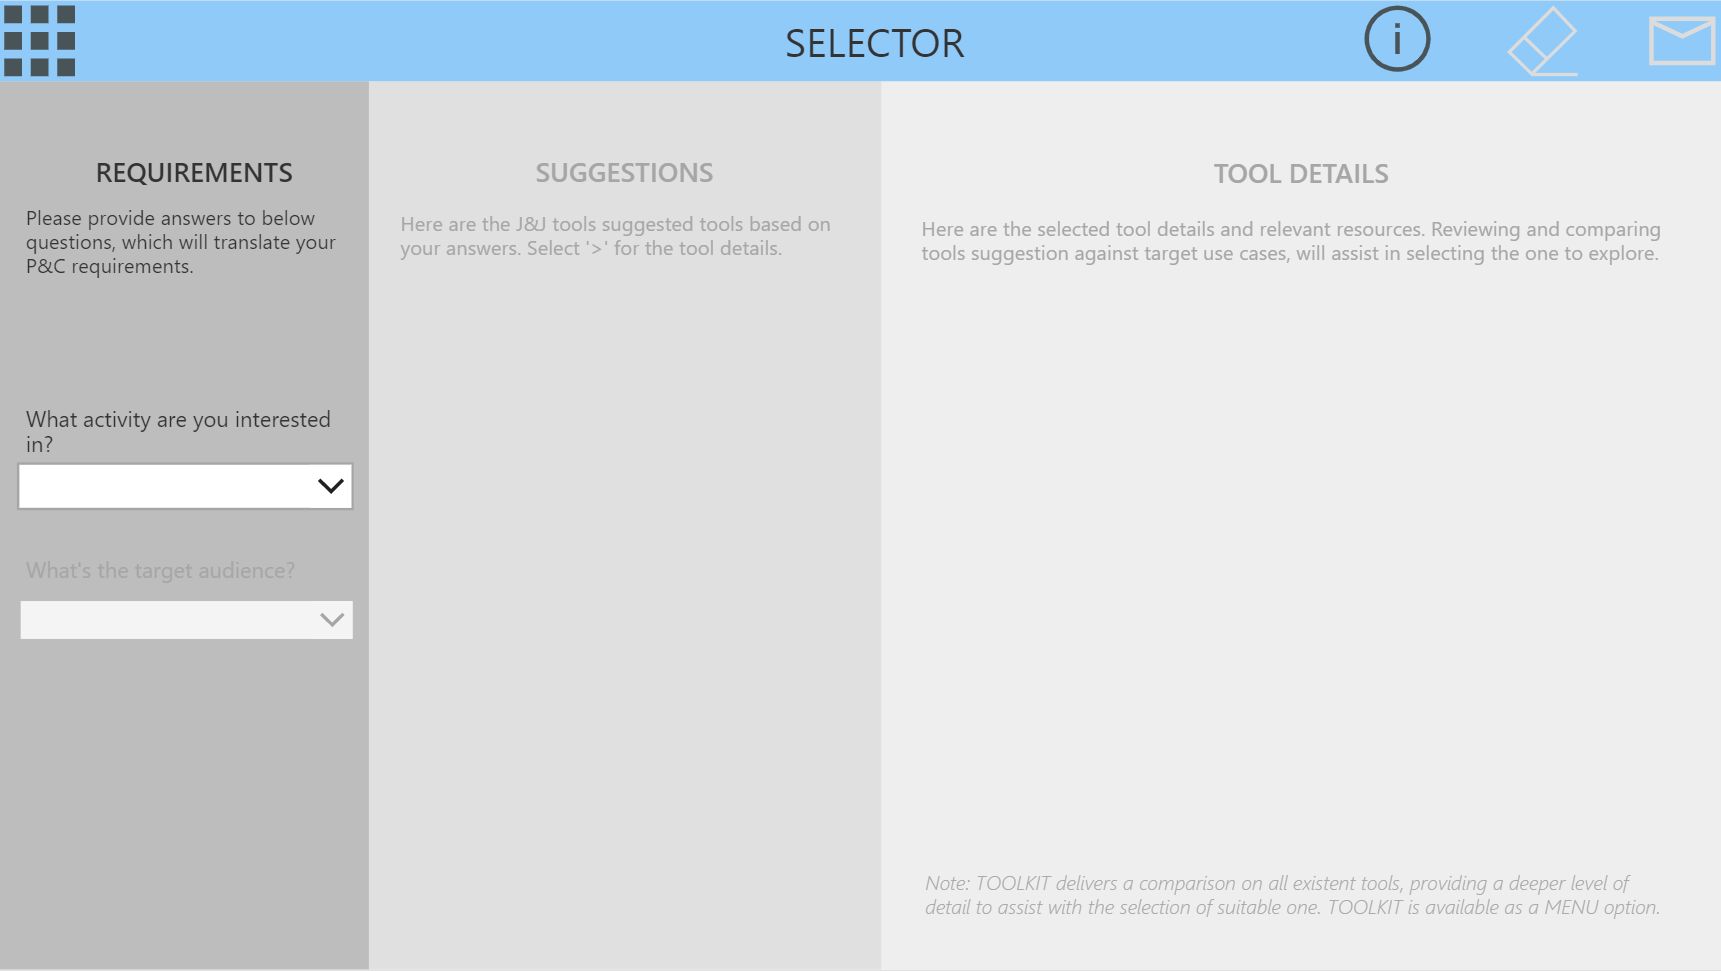 SELECTOR
i
REQUIREMENTS
Please provide answers to below
questions, which will translate your
P&C requirements.
What activity are you interested
in?
What's the target audience?
SUGGESTIONS
Here are the J&J tools suggested tools based on
your answers. Select '>' for the tool details.
TOOL DETAILS
Here are the selected tool details and relevant resources. Reviewing and comparing
tools suggestion against target use cases, will assist in selecting the one to explore.
Note: TOOLKIT delivers a comparison on all existent tools, providing a deeper level of
detail to assist with the selection of suitable one. TOOLKIT is available as a MENU option.